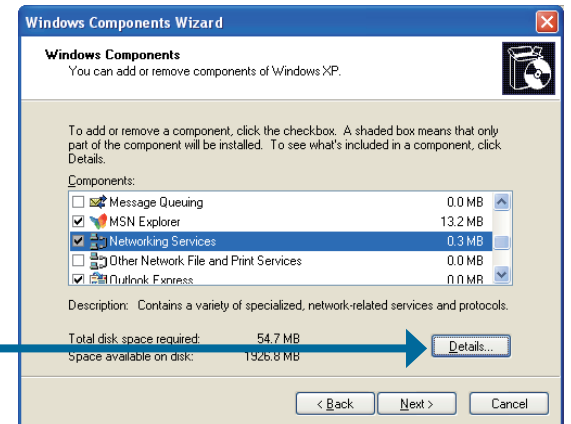 Windows Components Wizard
Windows Components
You can add or remove components of Windows XP.
To add or remove a component, click the checkbox. A shaded box means that only
part of the component will be installed. To see what's included in a component, click
Details.
Components:
Message Queuing 0.0 MB
MSN Explorer 13.2 MB
Networking Services 0.3 MB
Other Network File and Print Services 0.0 MB
Outlook Express 0.0 MB
Description: Contains a variety of specialized, network-related services and protocols.
Total disk space required: 54.7 MB
Space available on disk: 1926.8 MB
Details...
< Back Next > Cancel